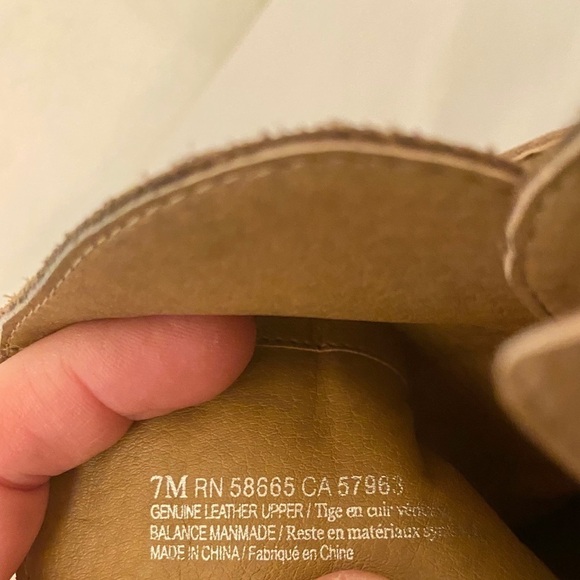 7M RN 58665 CA 57963
GENUINE LEATHER UPPER / Tige en cuir
BALANCE MANMADE / Reste en matériaux
MADE IN CHINA / Fabriqué en Chine